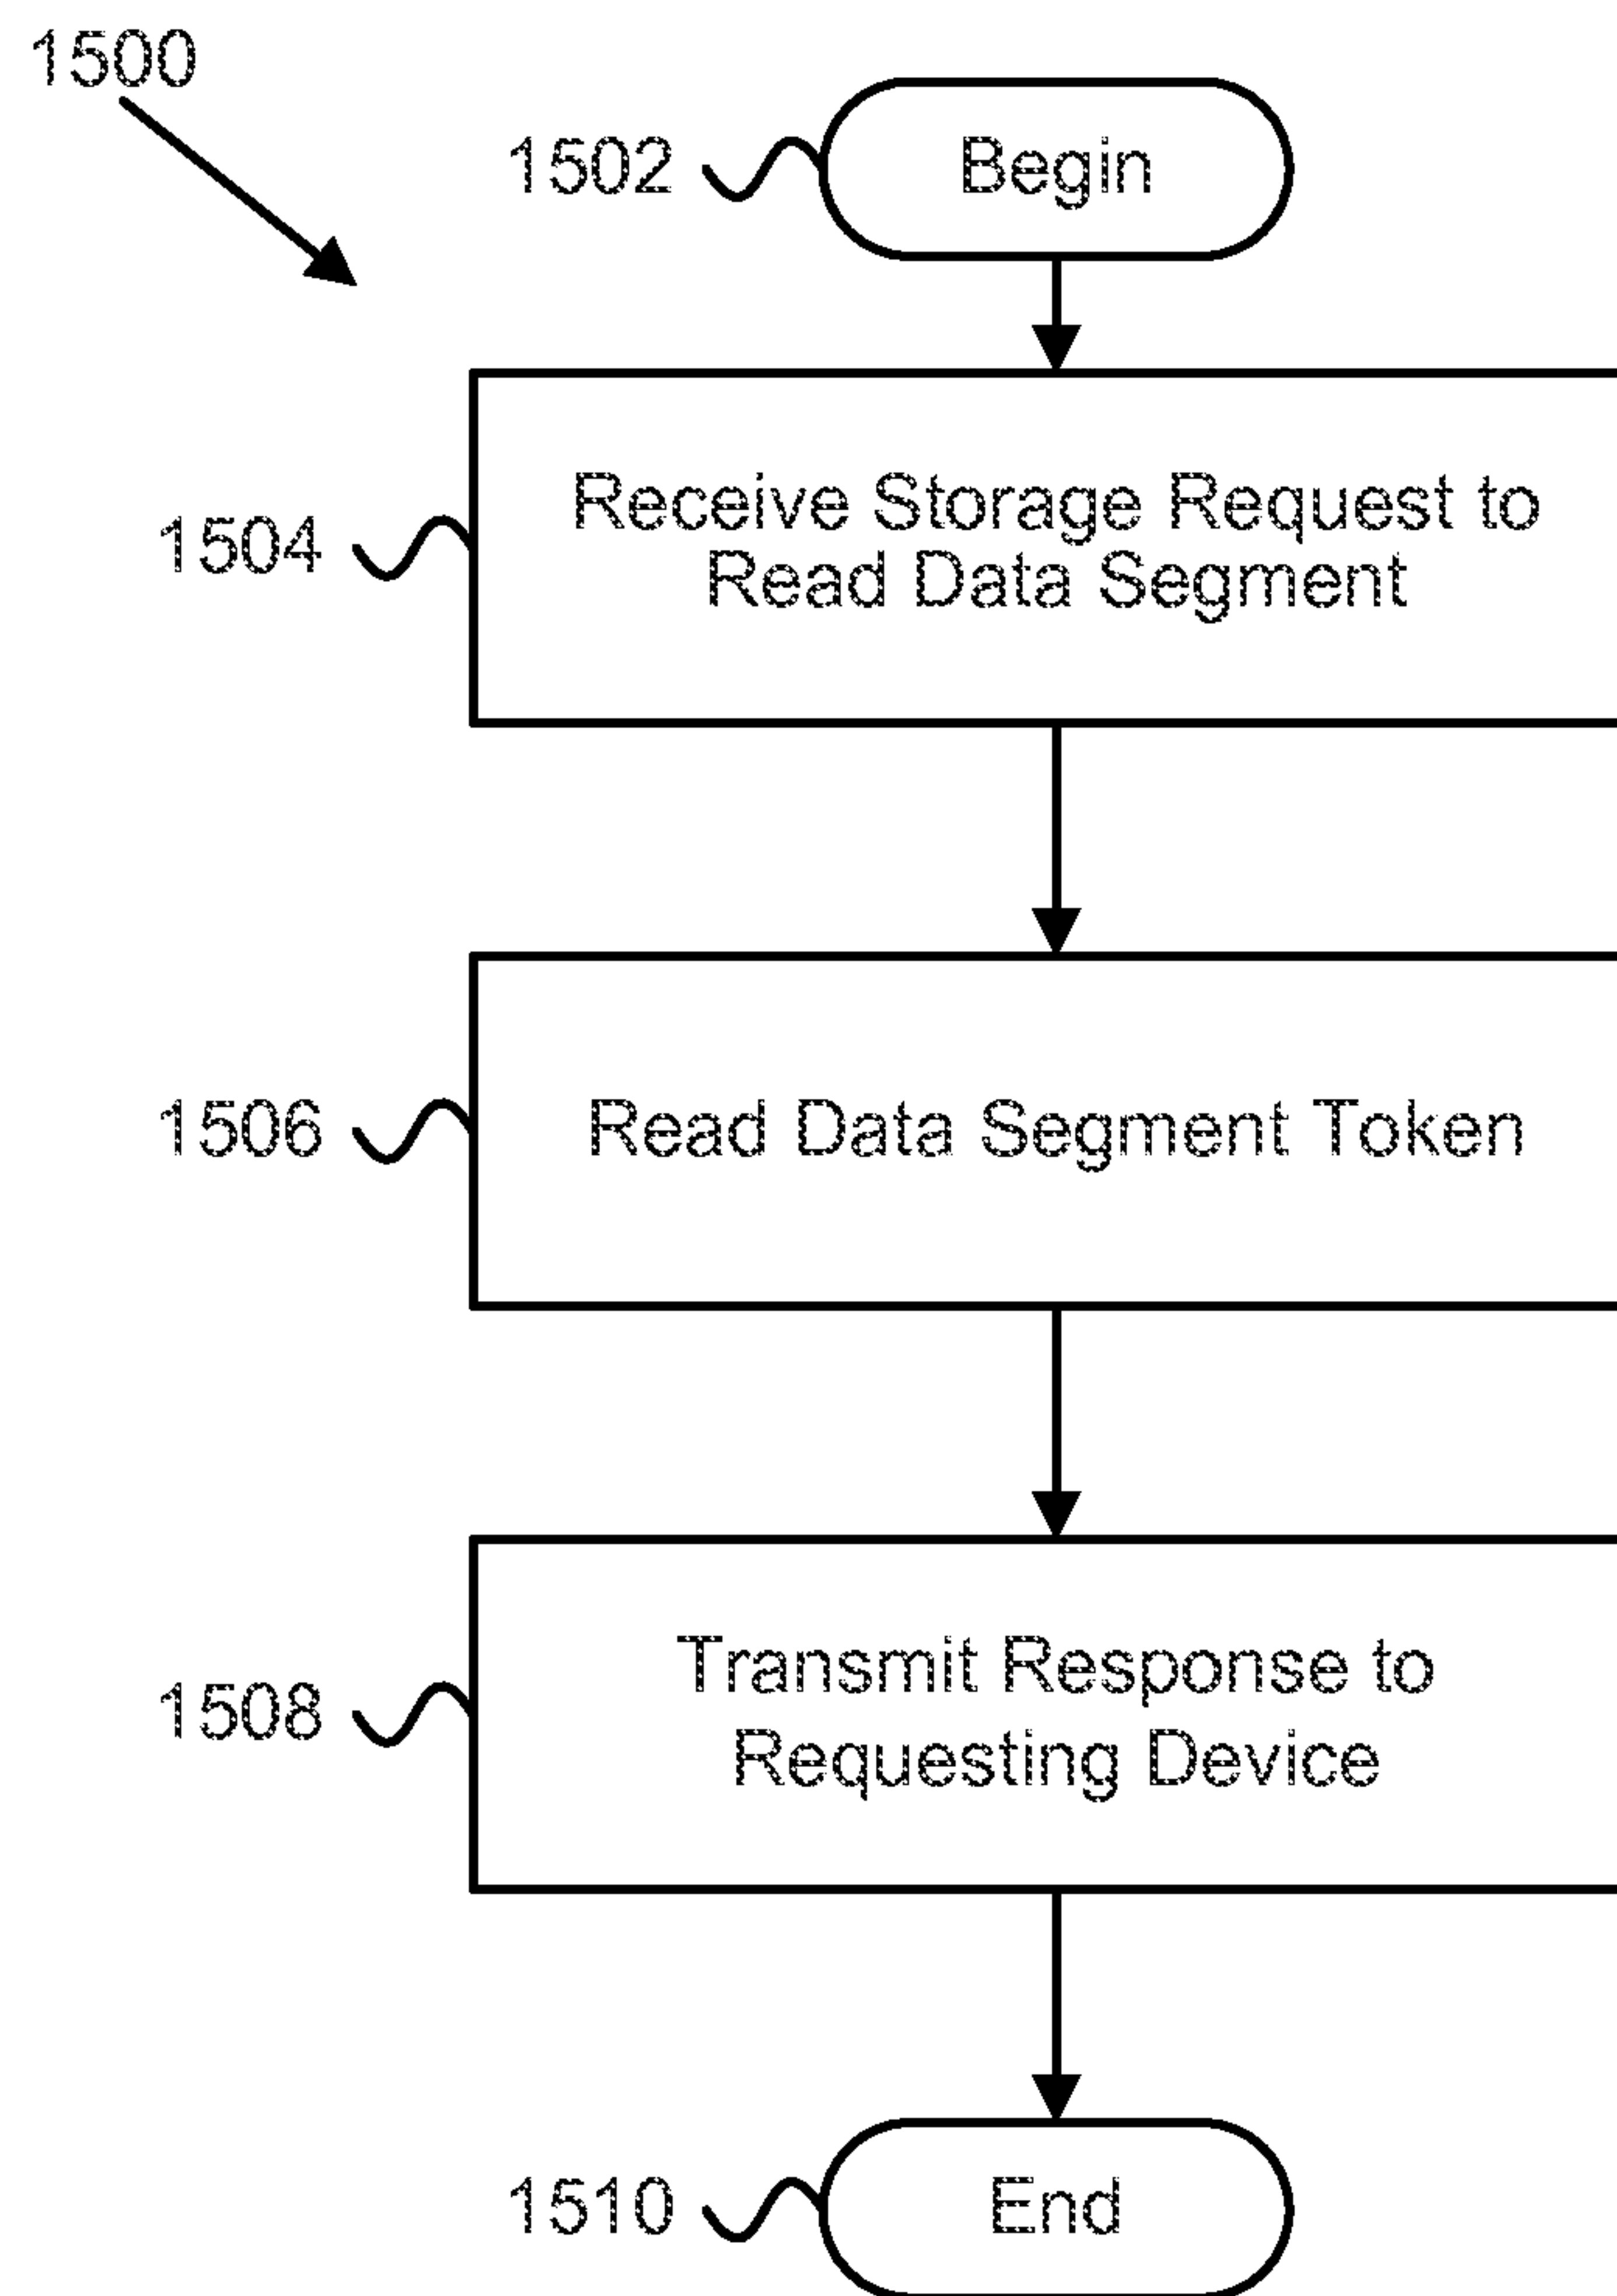 1500
1502
Begin
1504
Receive Storage Request to
Read Data Segment
1506
Read Data Segment Token
1508
Transmit Response to
Requesting Device
1510
End